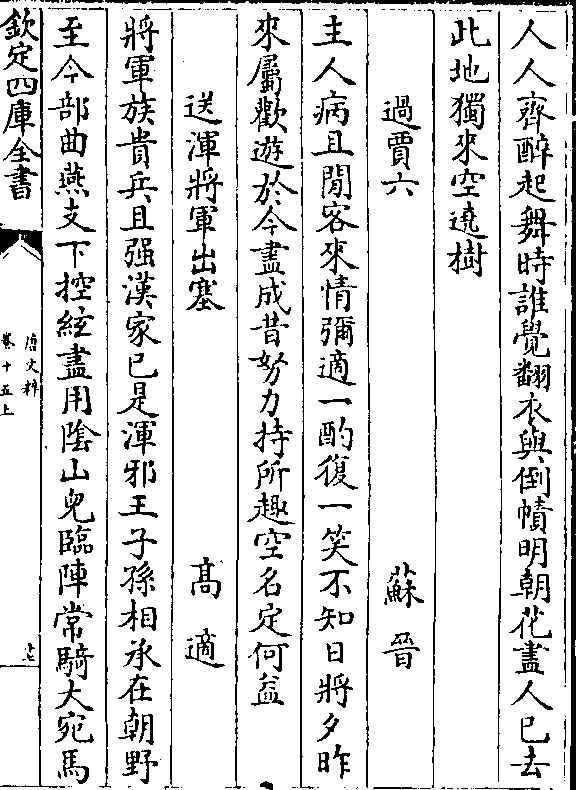 人人齊醉起舞時誰覺翻衣與倒幘明朝花盡人已去
此地獨來空遶樹
過賈六 蘇晉
主人病且閒客來情彌適一酌復一笑不知日將夕昨
來屬歡遊於今盡成昔努力持所趣空名定何益
送渾將軍出塞 髙適
將軍族貴兵且强漢家已是渾邪王子孫相承在朝野
至今部曲燕支下控絃盡用隂山兒臨陣常騎大宛馬
欽定四庫全書
唐文粹
卷十五上